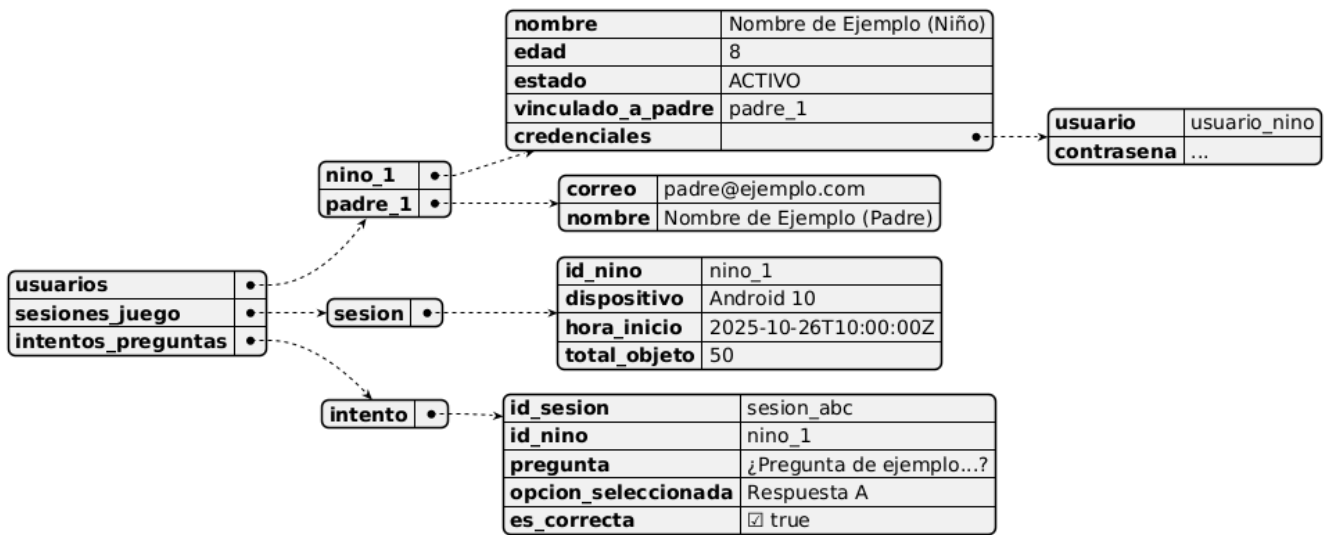 usuarios
sesiones_juego
intentos_preguntas
nino_1
padre_1
nombre Nombre de Ejemplo (Niño)
edad 8
estado ACTIVO
vinculado_a_padre padre_1
credenciales
usuario usuario_nino
contrasena ...
correo padre@ejemplo.com
nombre Nombre de Ejemplo (Padre)
sesion
id_nino nino_1
dispositivo Android 10
hora_inicio 2025-10-26T10:00:00Z
total_objeto 50
intento
id_sesion sesion_abc
id_nino nino_1
pregunta ¿Pregunta de ejemplo...?
opcion_seleccionada Respuesta A
es_correcta ☑ true